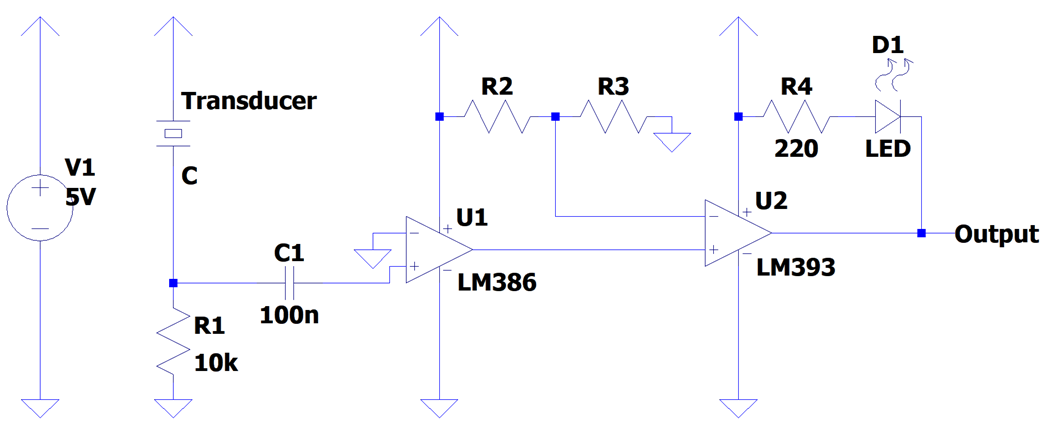 V1
5V
Transducer
C
R1
10k
C1
100n
U1
LM386
R2
R3
U2
LM393
R4
220
D1
LED
Output